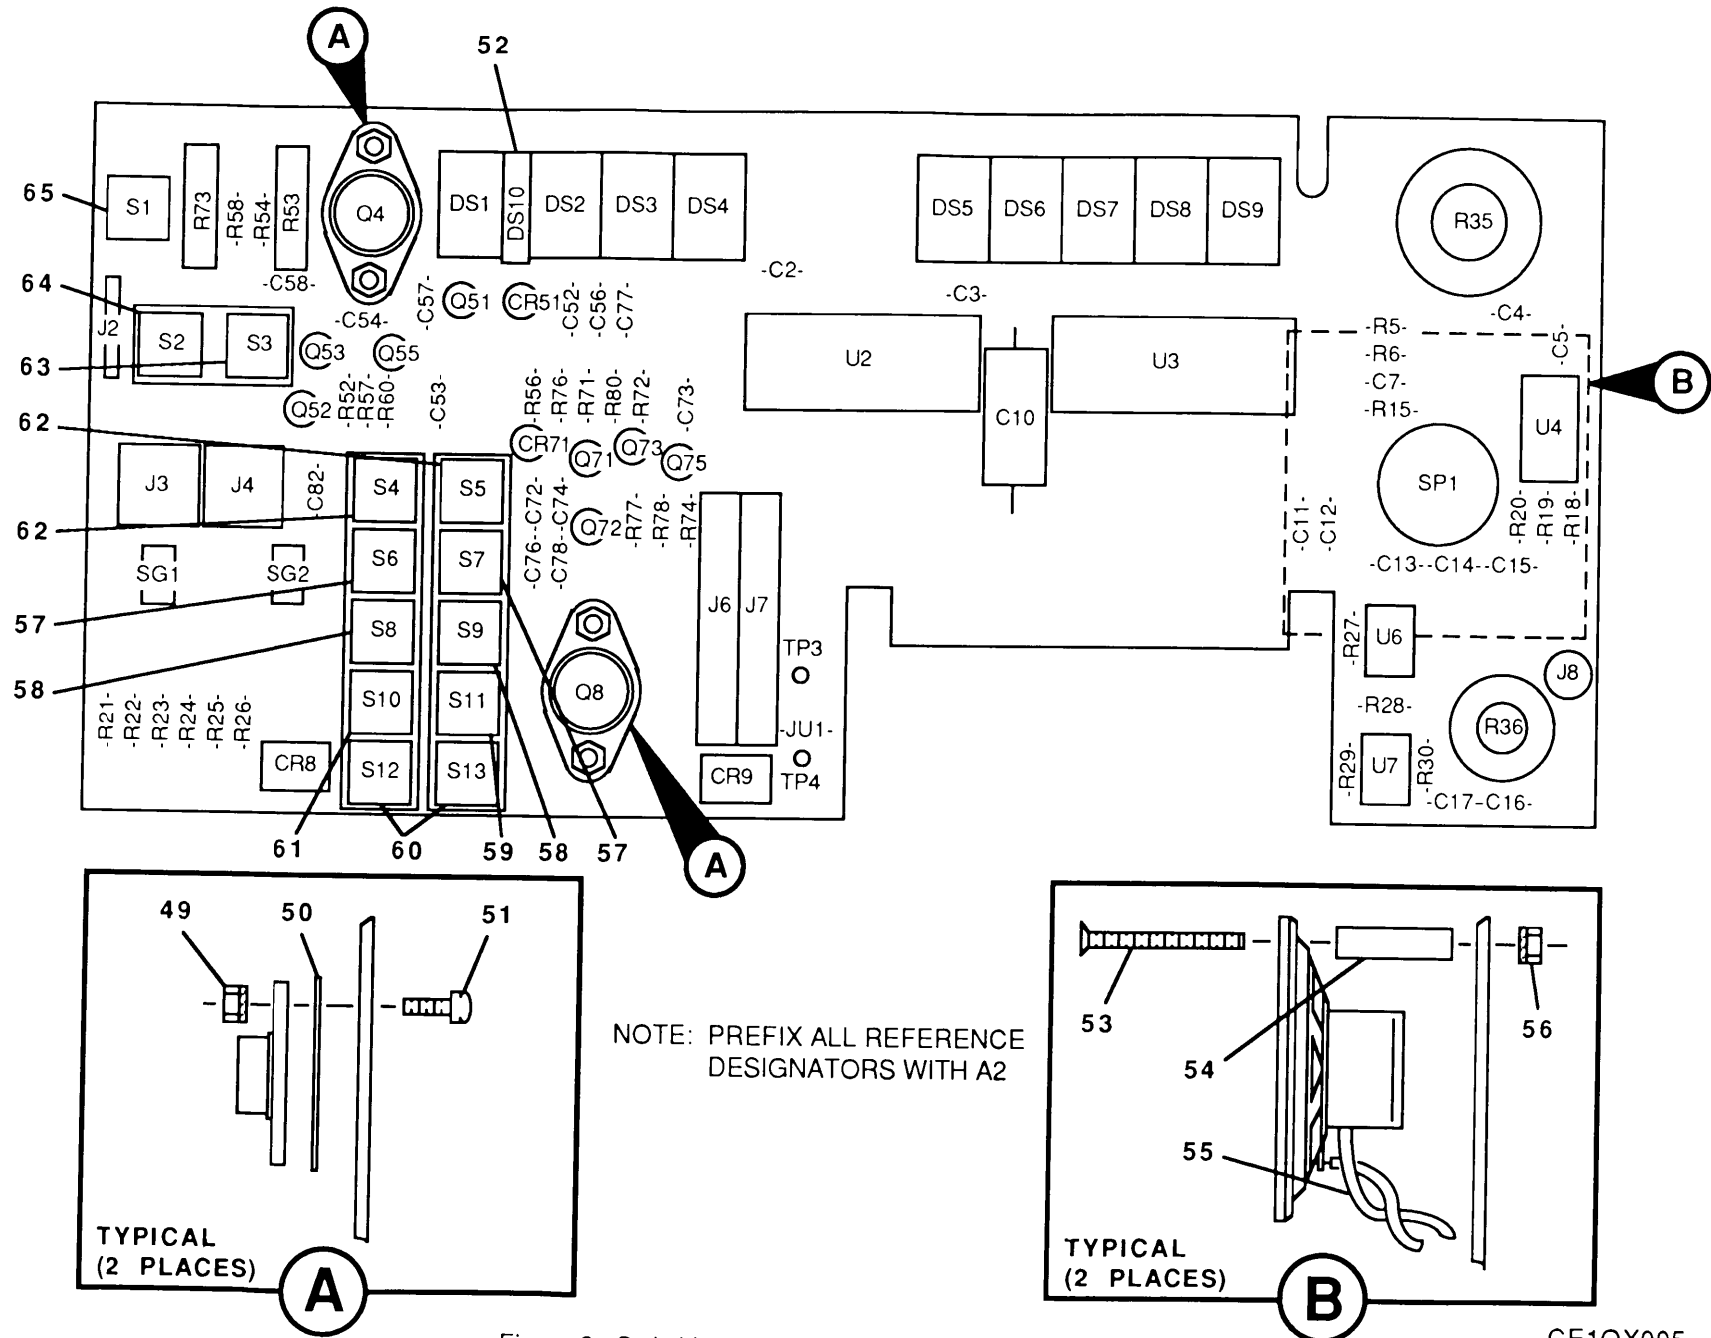 A
52
65
S1
R73
-R58-
-R54-
R53
Q4
DS1
DS10
DS2
DS3
DS4
DS5
DS6
DS7
DS8
DS9
R35
64
-C58-
-C57-
Q51
CR51
-C52-
-C56-
-C77-
-C2-
-C3-
-C4-
J2
S2
S3
-C54-
63
Q53
Q55
U2
U3
-R5-
-R6-
-C7-
-R15-
-C5-
B
Q52
-R52-
-R57-
-R60-
-C53-
-R56-
-R76-
-R71-
-R80-
-R72-
-C73-
C10
U4
62
CR71
Q71
Q73
Q75
J3
J4
-C82-
S4
S5
SP1
62
-C76--C72-
-C78--C74-
Q72
-R77-
-R78-
-R74-
-C11-
-C12-
-R20-
-R19-
-R18-
SG1
SG2
S6
S7
-C13--C14--C15-
57
S8
S9
J6
J7
TP3
-R27-
U6
58
Q8
J8
-R21-
-R22-
-R23-
-R24-
-R25-
-R26-
S10
S11
-JU1-
-R28-
R36
CR8
S12
S13
CR9
TP4
-R29-
U7
-R30-
-C17-C16-
61
60
59
58
57
A
49
50
51
TYPICAL
(2 PLACES)
A
NOTE: PREFIX ALL REFERENCE
DESIGNATORS WITH A2
53
54
55
56
TYPICAL
(2 PLACES)
B